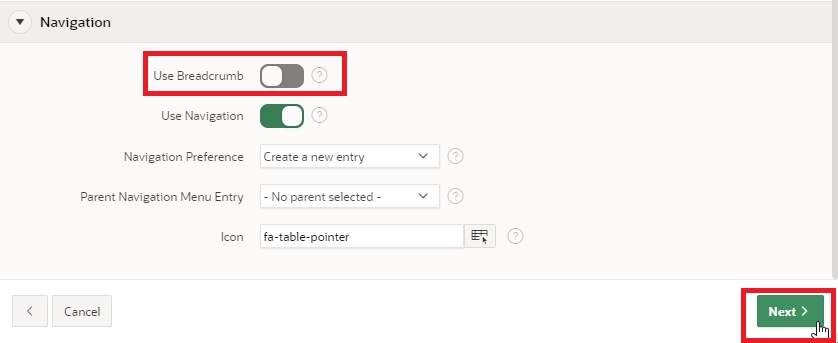 Navigation
Use Breadcrumb ?
Use Navigation ?
Navigation Preference Create a new entry ?
Parent Navigation Menu Entry - No parent selected - ?
Icon fa-table-pointer ?
< Cancel Next >